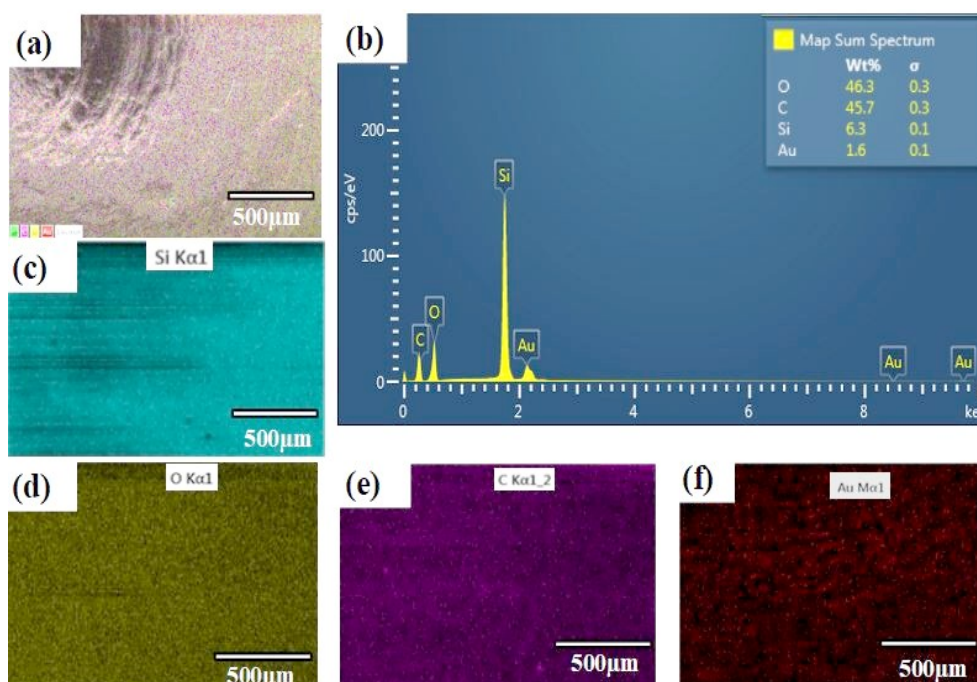 (a)
500μm
Au
(b)
Map Sum Spectrum
Wt% σ
O 46.3 0.3
C 45.7 0.3
Si 6.3 0.1
Au 1.6 0.1
cps/eV
200
100
0
Si
O
C
Au
Au
Au
0 2 4 6 8 ke
(c)
Si Kα1
500μm
(d)
O Kα1
500μm
(e)
C Kα1_2
500μm
(f)
Au Mα1
500μm